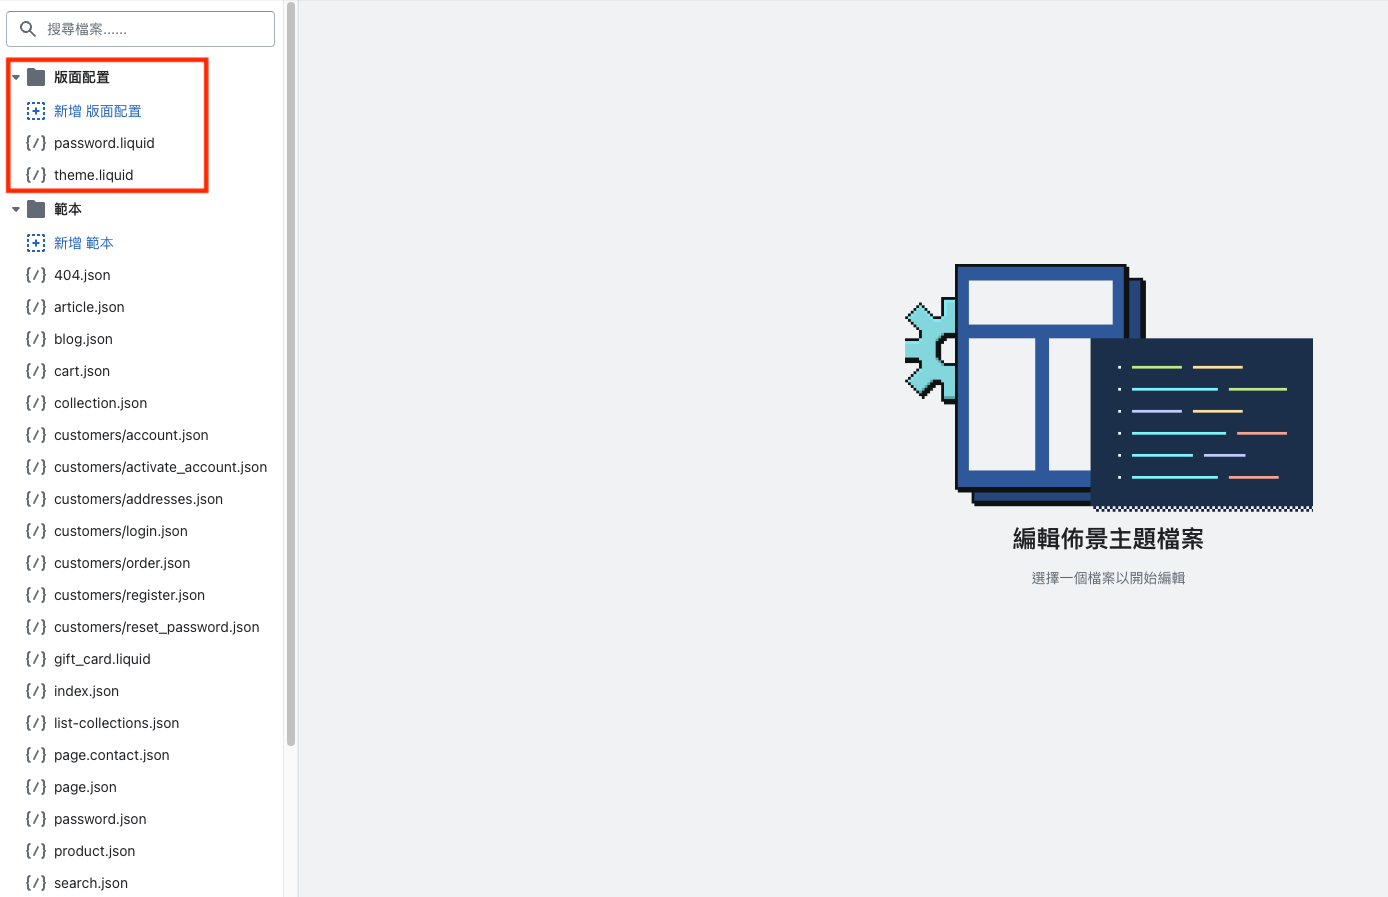 搜尋檔案......
版面配置
新增 版面配置
password.liquid
theme.liquid
範本
新增 範本
404.json
article.json
blog.json
cart.json
collection.json
customers/account.json
customers/activate_account.json
customers/addresses.json
customers/login.json
customers/order.json
customers/register.json
customers/reset_password.json
gift_card.liquid
index.json
list-collections.json
page.contact.json
page.json
password.json
product.json
search.json
編輯佈景主題檔案
選擇一個檔案以開始編輯